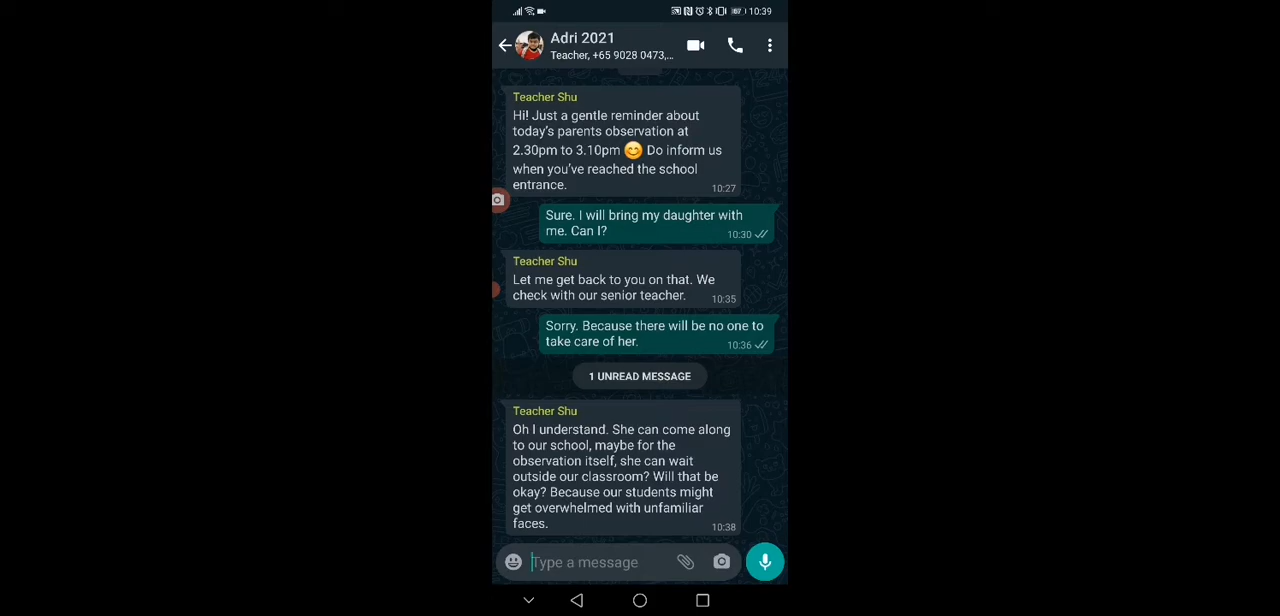 67 10:39
Adri 2021
Teacher, +65 9028 0473,...
Teacher Shu
Hi! Just a gentle reminder about
today's parents observation at
2.30pm to 3.10pm 😊 Do inform us
when you've reached the school
entrance.
10:27
Sure. I will bring my daughter with
me. Can I?
10:30
Teacher Shu
Let me get back to you on that. We
check with our senior teacher.
10:35
Sorry. Because there will be no one to
take care of her.
10:36
1 UNREAD MESSAGE
Teacher Shu
Oh I understand. She can come along
to our school, maybe for the
observation itself, she can wait
outside our classroom? Will that be
okay? Because our students might
get overwhelmed with unfamiliar
faces.
10:38
Type a message